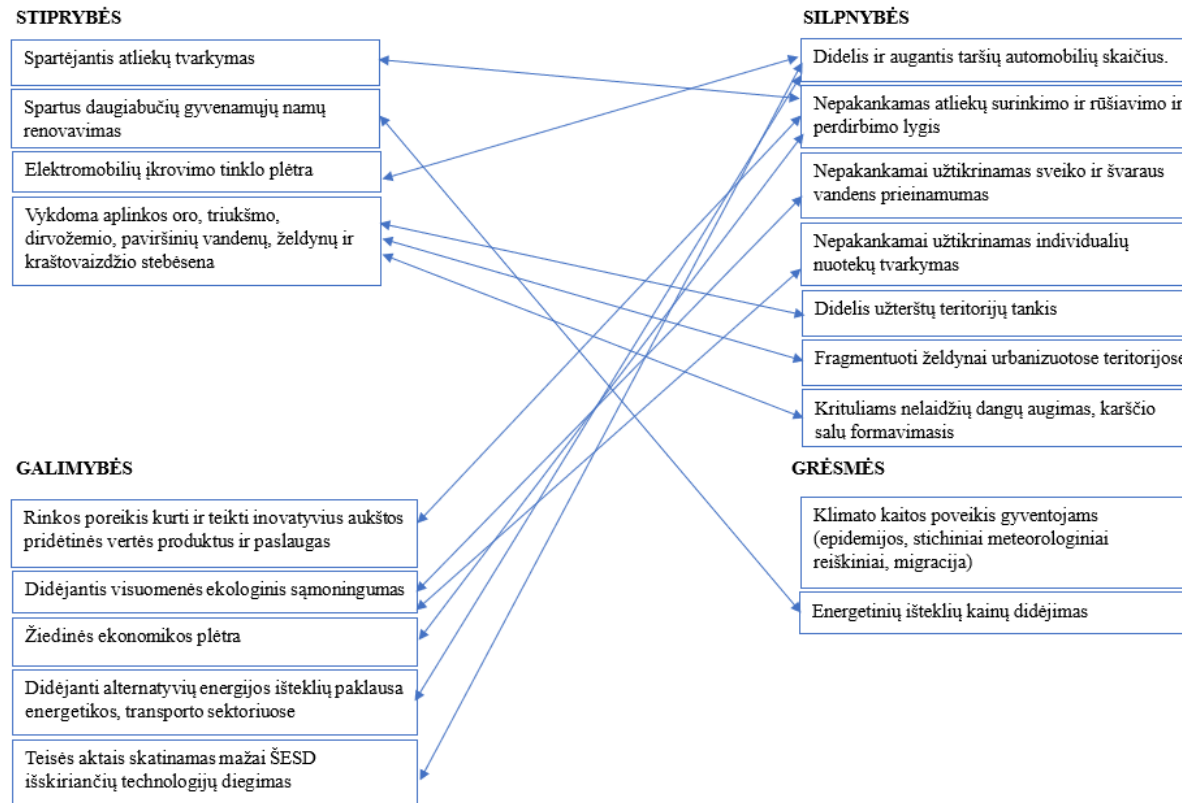 STIPRYBĖS
Spartėjantis atliekų tvarkymas
Spartus daugiabučių gyvenamųjų namų
renovavimas
Elektromobilių įkrovimo tinklo plėtra
Vykdoma aplinkos oro, triukšmo,
dirvožemio, paviršinių vandenų, želdynų ir
kraštovaizdžio stebėsena
SILPNYBĖS
Didelis ir augantis taršių automobilių skaičius.
Nepakankamas atliekų surinkimo ir rūšiavimo ir
perdirbimo lygis
Nepakankamai užtikrinamas sveiko ir švaraus
vandens prieinamumas
Nepakankamai užtikrinamas individualių
nuotekų tvarkymas
Didelis užterštų teritorijų tankis
Fragmentuoti želdynai urbanizuotose teritorijose
Krituliams nelaidžių dangų augimas, karščio
salų formavimasis
GALIMYBĖS
Rinkos poreikis kurti ir teikti inovatyvius aukštos
pridėtinės vertės produktus ir paslaugas
Didėjantis visuomenės ekologinis sąmoningumas
Žiedinės ekonomikos plėtra
Didėjanti alternatyvių energijos išteklių paklausa
energetikos, transporto sektoriuose
Teisės aktais skatinamas mažai ŠESD
išskiriančių technologijų diegimas
GRĖSMĖS
Klimato kaitos poveikis gyventojams
(epidemijos, stichiniai meteorologiniai
reiškiniai, migracija)
Energetinių išteklių kainų didėjimas